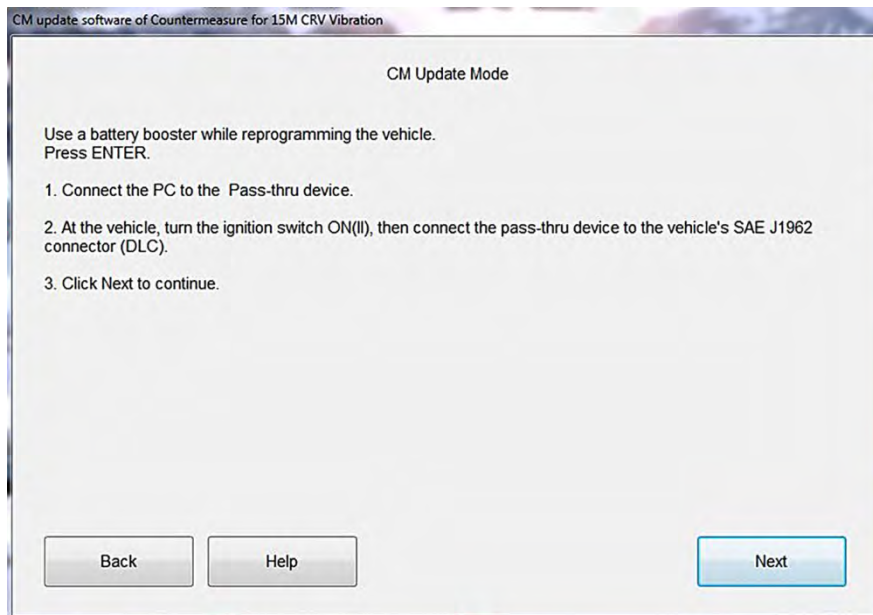 CM update software of Countermeasure for 15M CRV Vibration
CM Update Mode
Use a battery booster while reprogramming the vehicle.
Press ENTER.
1. Connect the PC to the Pass-thru device.
2. At the vehicle, turn the ignition switch ON(II), then connect the pass-thru device to the vehicle's SAE J1962
connector (DLC).
3. Click Next to continue.
Back Help Next